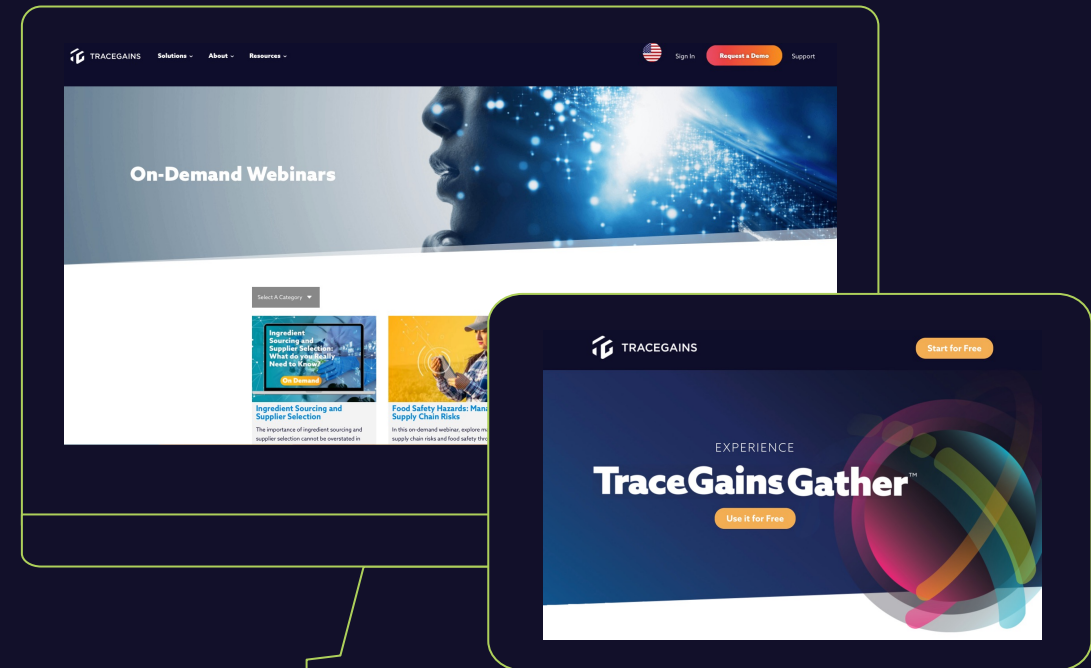 TRACEGAINS Solutions About Resources Sign In Request a Demo Support
On-Demand Webinars
Select A Category
Ingredient
Sourcing and
Supplier Selection:
What do you Really
Need to Know?
On Demand
Ingredient Sourcing and
Supplier Selection
The importance of ingredient sourcing and
supplier selection cannot be overstated in
Food Safety Hazards: Mana
Supply Chain Risks
In this on-demand webinar, explore ma
supply chain risks and food safety thro
TRACEGAINS
Start for Free
EXPERIENCE
TraceGains Gather™
Use it for Free